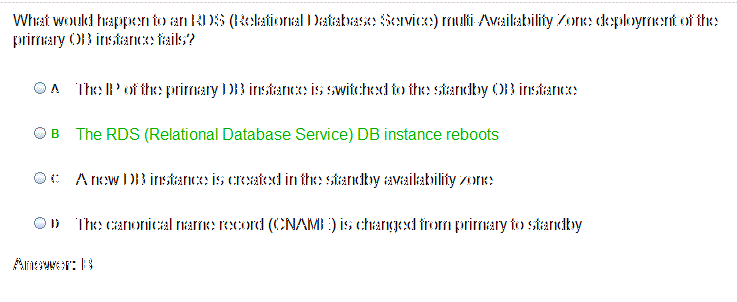 What would happen to an RDS (Relational Database Service) multi-Availability Zone deployment of the
primary OB instance fails?
A The IP of the primary DB instance is switched to the standby OB instance
B The RDS (Relational Database Service) DB instance reboots
C A new DB instance is created in the standby availability zone
D The canonical name record (CNAME) is changed from primary to standby
Answer: B